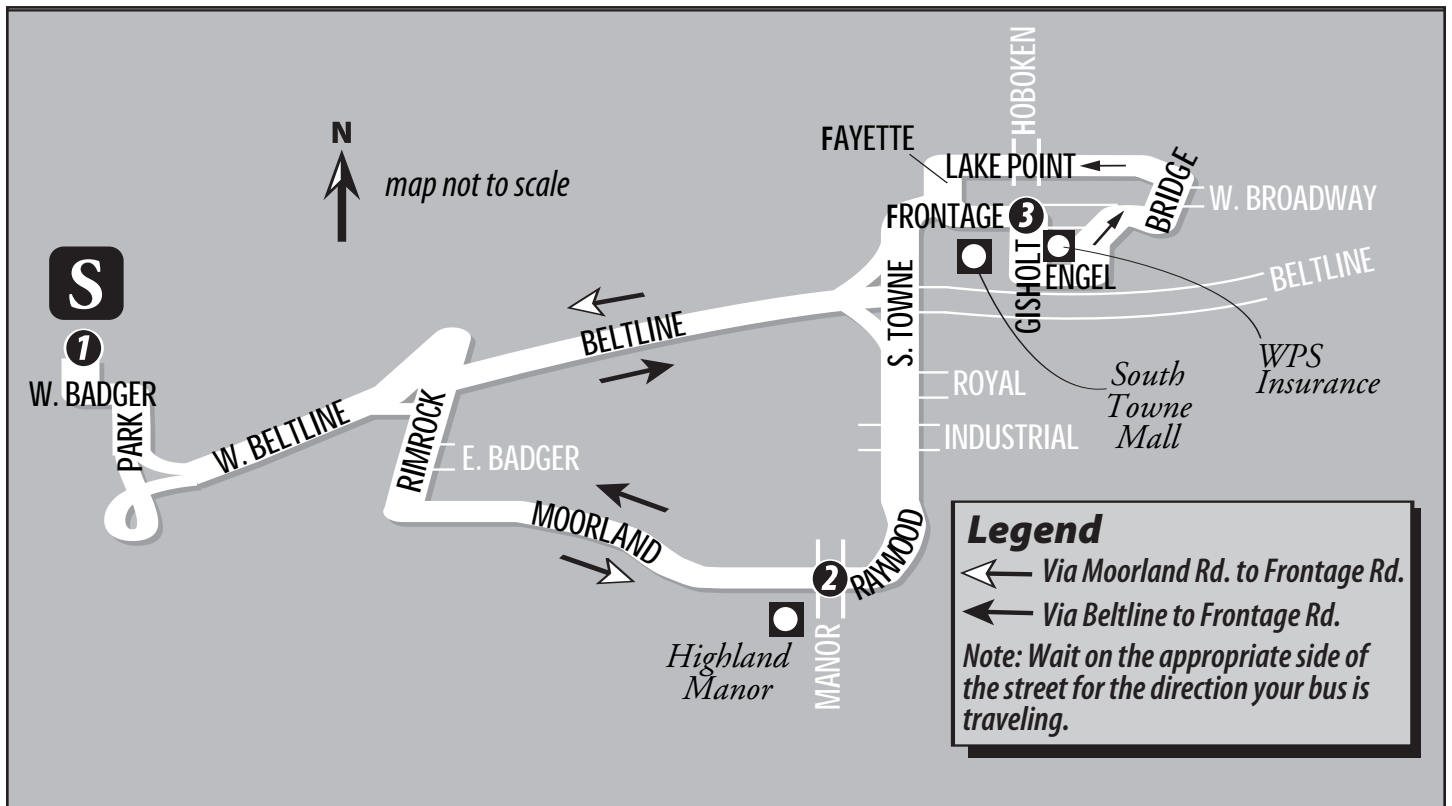 HOBOKEN
FAYETTE
N
LAKE POINT
map not to scale
BRIDGE
W. BROADWAY
FRONTAGE
3
S
ENGEL
BELTLINE
GISHOLT
S. TOWNE
BELTLINE
1
WPS
Insurance
South
Towne
Mall
W. BADGER
ROYAL
PARK
W. BELTLINE
RIMROCK
INDUSTRIAL
E. BADGER
MOORLAND
RAYWOOD
2
MANOR
Highland
Manor
Legend
Via Moorland Rd. to Frontage Rd.
Via Beltline to Frontage Rd.
Note: Wait on the appropriate side of
the street for the direction your bus is
traveling.